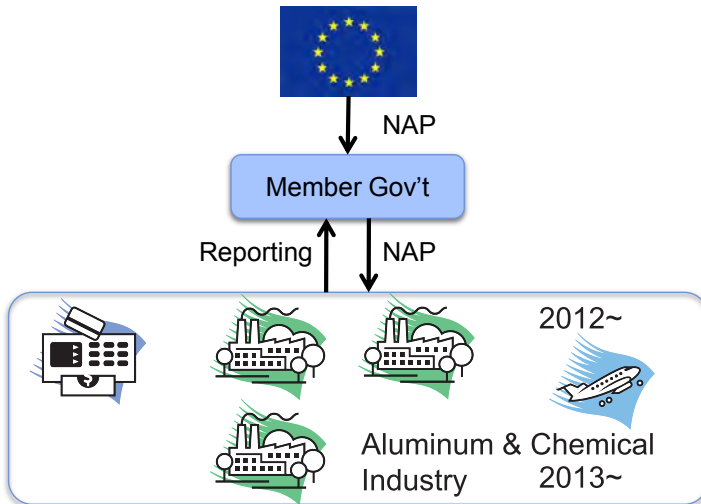 NAP
Member Gov't
Reporting
NAP
2012~
Aluminum & Chemical
Industry
2013~